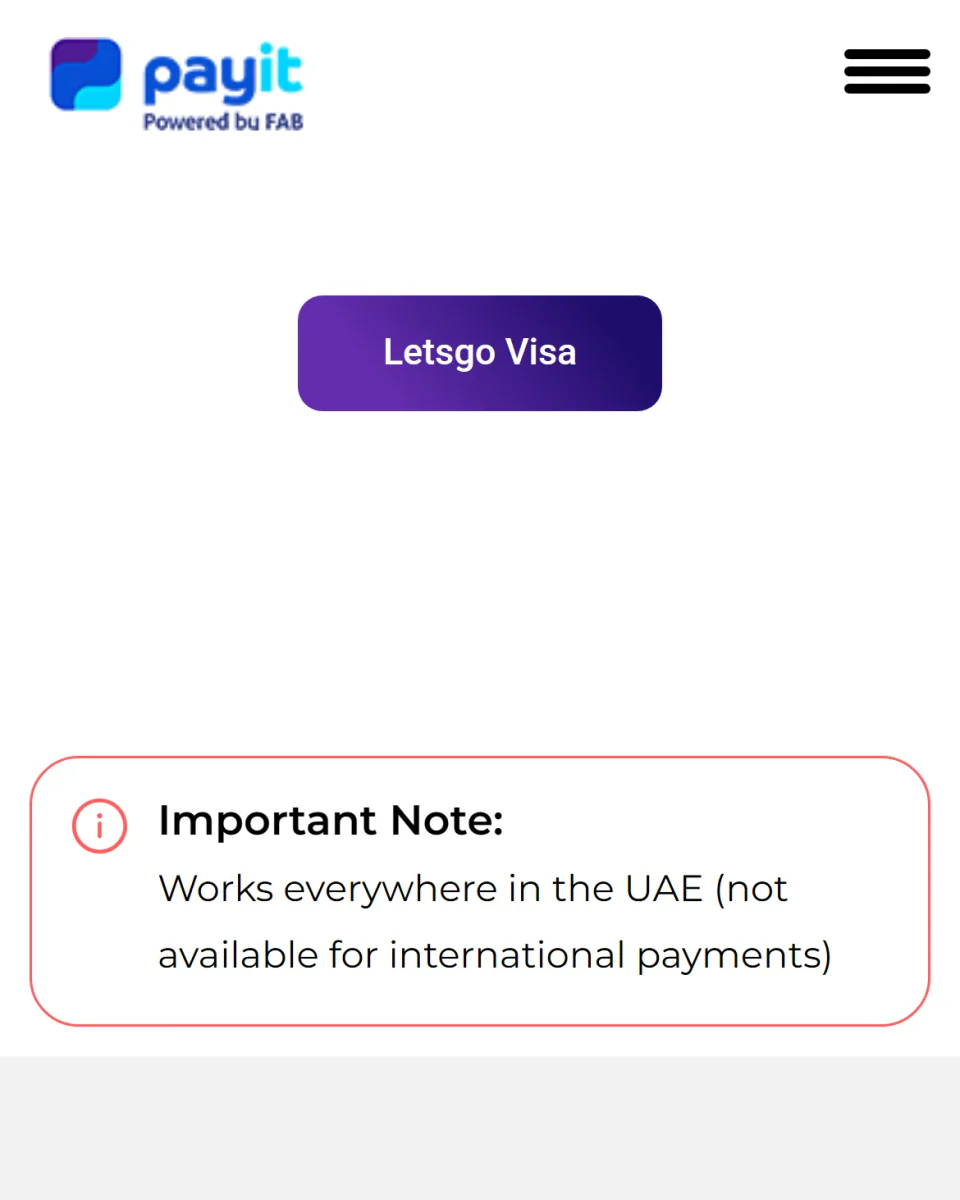 payit
Powered by FAB
Letsgo Visa
Important Note:
Works everywhere in the UAE (not
available for international payments)